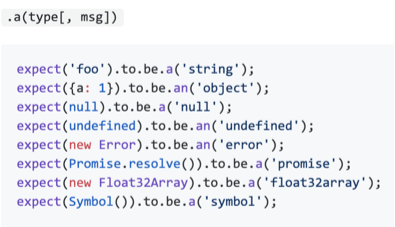 .a(type[, msg])
expect('foo').to.be.a('string');
expect({a: 1}).to.be.an('object');
expect(null).to.be.a('null');
expect(undefined).to.be.an('undefined');
expect(new Error).to.be.an('error');
expect(Promise.resolve()).to.be.a('promise');
expect(new Float32Array).to.be.a('float32array');
expect(Symbol()).to.be.a('symbol');